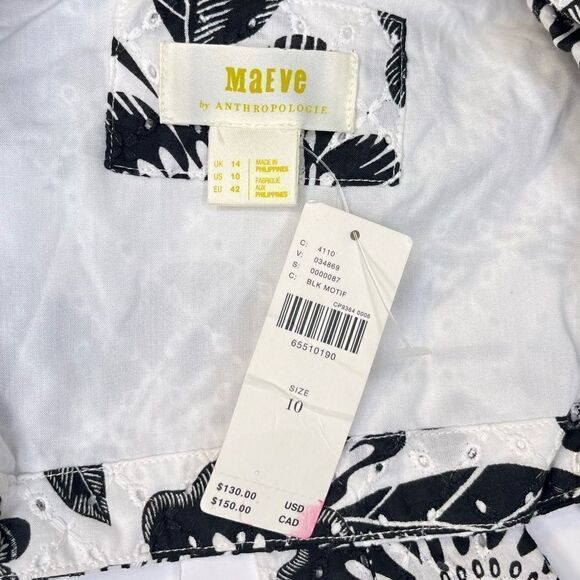 MAEVE
by ANTHROPOLOGIE
UK 14
US 10
EU 42
MADE IN
PHILIPPINES
FABRIQUÉ
AUX
PHILIPPINES
C: 4110
V: 034869
S: 0000087
C: BLK MOTIF
CP9364 0006
65510190
SIZE
10
$130.00 USD
$150.00 CAD